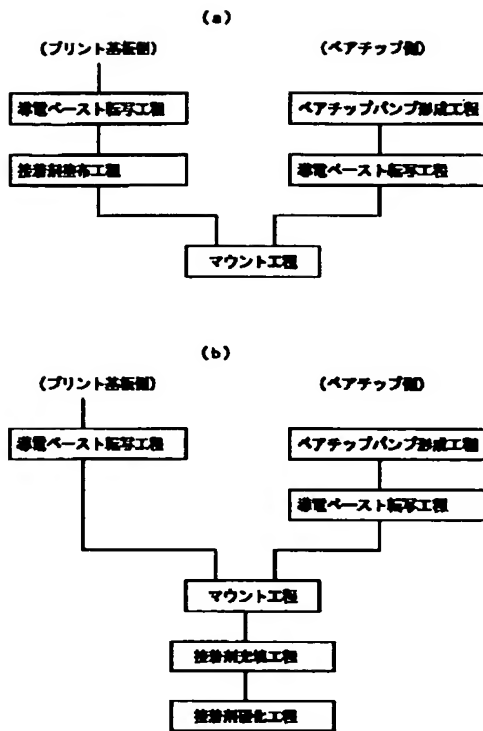 (a)
(プリント基板側)
(ベアチップ側)
導電ペースト転写工程
ベアチップバンプ形成工程
接着剤塗布工程
導電ペースト転写工程
マウント工程
(b)
(プリント基板側)
(ベアチップ側)
導電ペースト転写工程
ベアチップバンプ形成工程
導電ペースト転写工程
マウント工程
接着剤充填工程
接着剤硬化工程